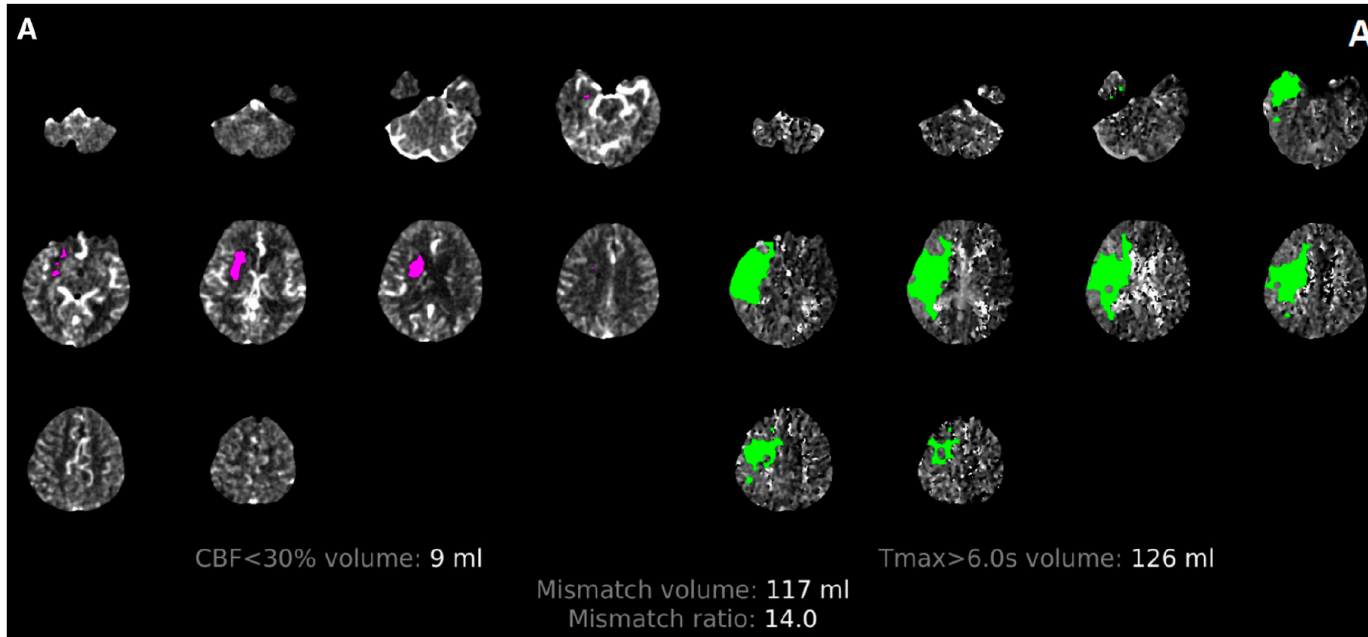 A A
CBF<30% volume: 9 ml Tmax>6.0s volume: 126 ml
Mismatch volume: 117 ml
Mismatch ratio: 14.0